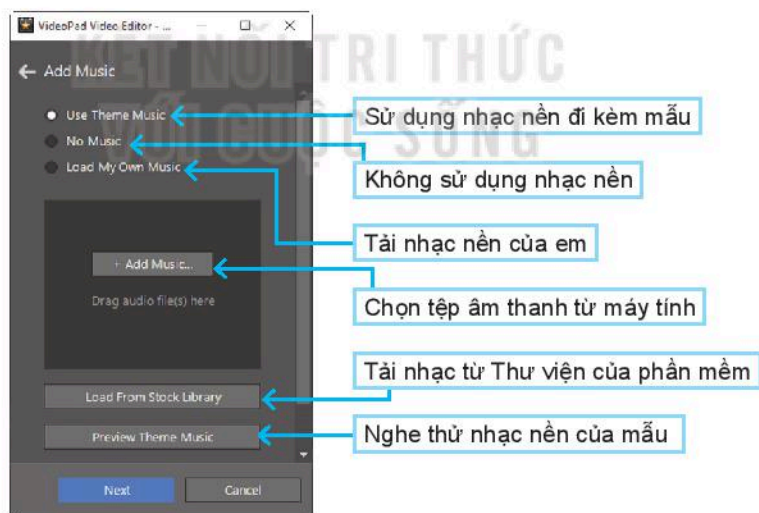 VideoPad Video Editor - ...
KẾT NỐI TRI THỨC
VỚI CUỘC SỐNG
Add Music
Use Theme Music
Sử dụng nhạc nền đi kèm mẫu
No Music
Không sử dụng nhạc nền
Load My Own Music
Tải nhạc nền của em
+ Add Music...
Drag audio file(s) here
Chọn tệp âm thanh từ máy tính
Tải nhạc từ Thư viện của phần mềm
Load From Stock Library
Preview Theme Music
Nghe thử nhạc nền của mẫu
Next
Cancel